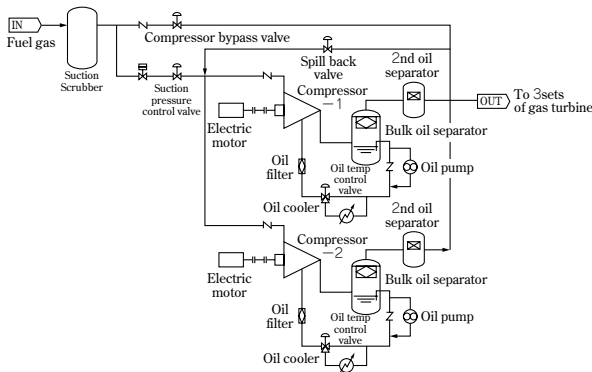 IN
Fuel gas
Suction
Scrubber
Compressor bypass valve
Spill back
valve
2nd oil
separator
Suction
pressure
control valve
Compressor
-1
OUT
To 3sets
of gas turbine
Electric
motor
Bulk oil separator
Oil
filter
Oil temp
control
valve
Oil pump
Oil cooler
2nd oil
separator
Compressor
-2
Electric
motor
Bulk oil separator
Oil
filter
Oil temp
control
valve
Oil pump
Oil cooler